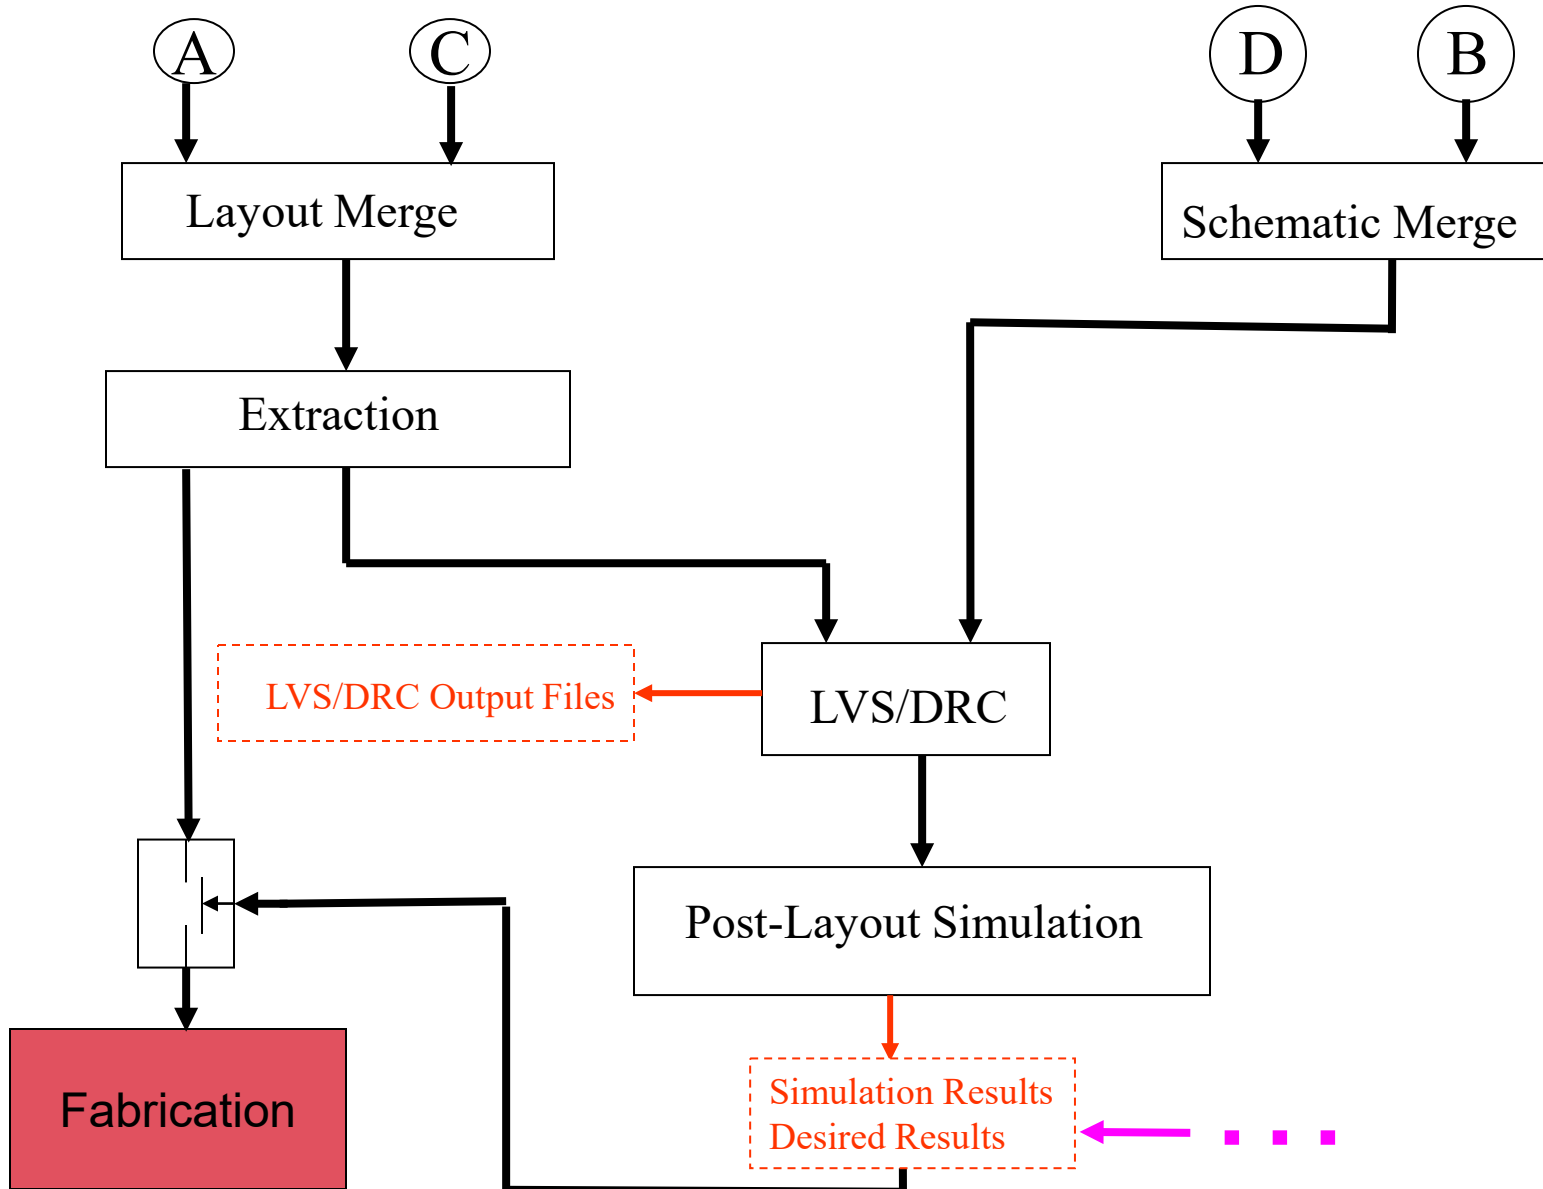 A
C
D
B
Layout Merge
Schematic Merge
Extraction
LVS/DRC Output Files
LVS/DRC
Post-Layout Simulation
Simulation Results
Desired Results
Fabrication